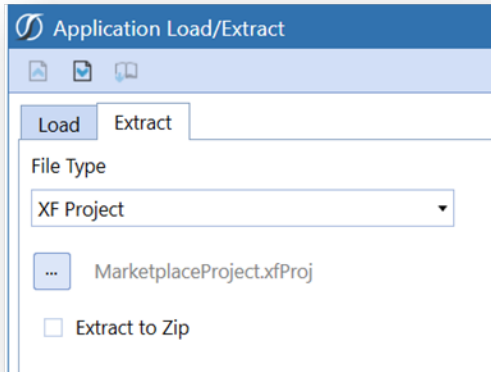 Application Load/Extract
Load Extract
File Type
XF Project
... MarketplaceProject.xfProj
Extract to Zip